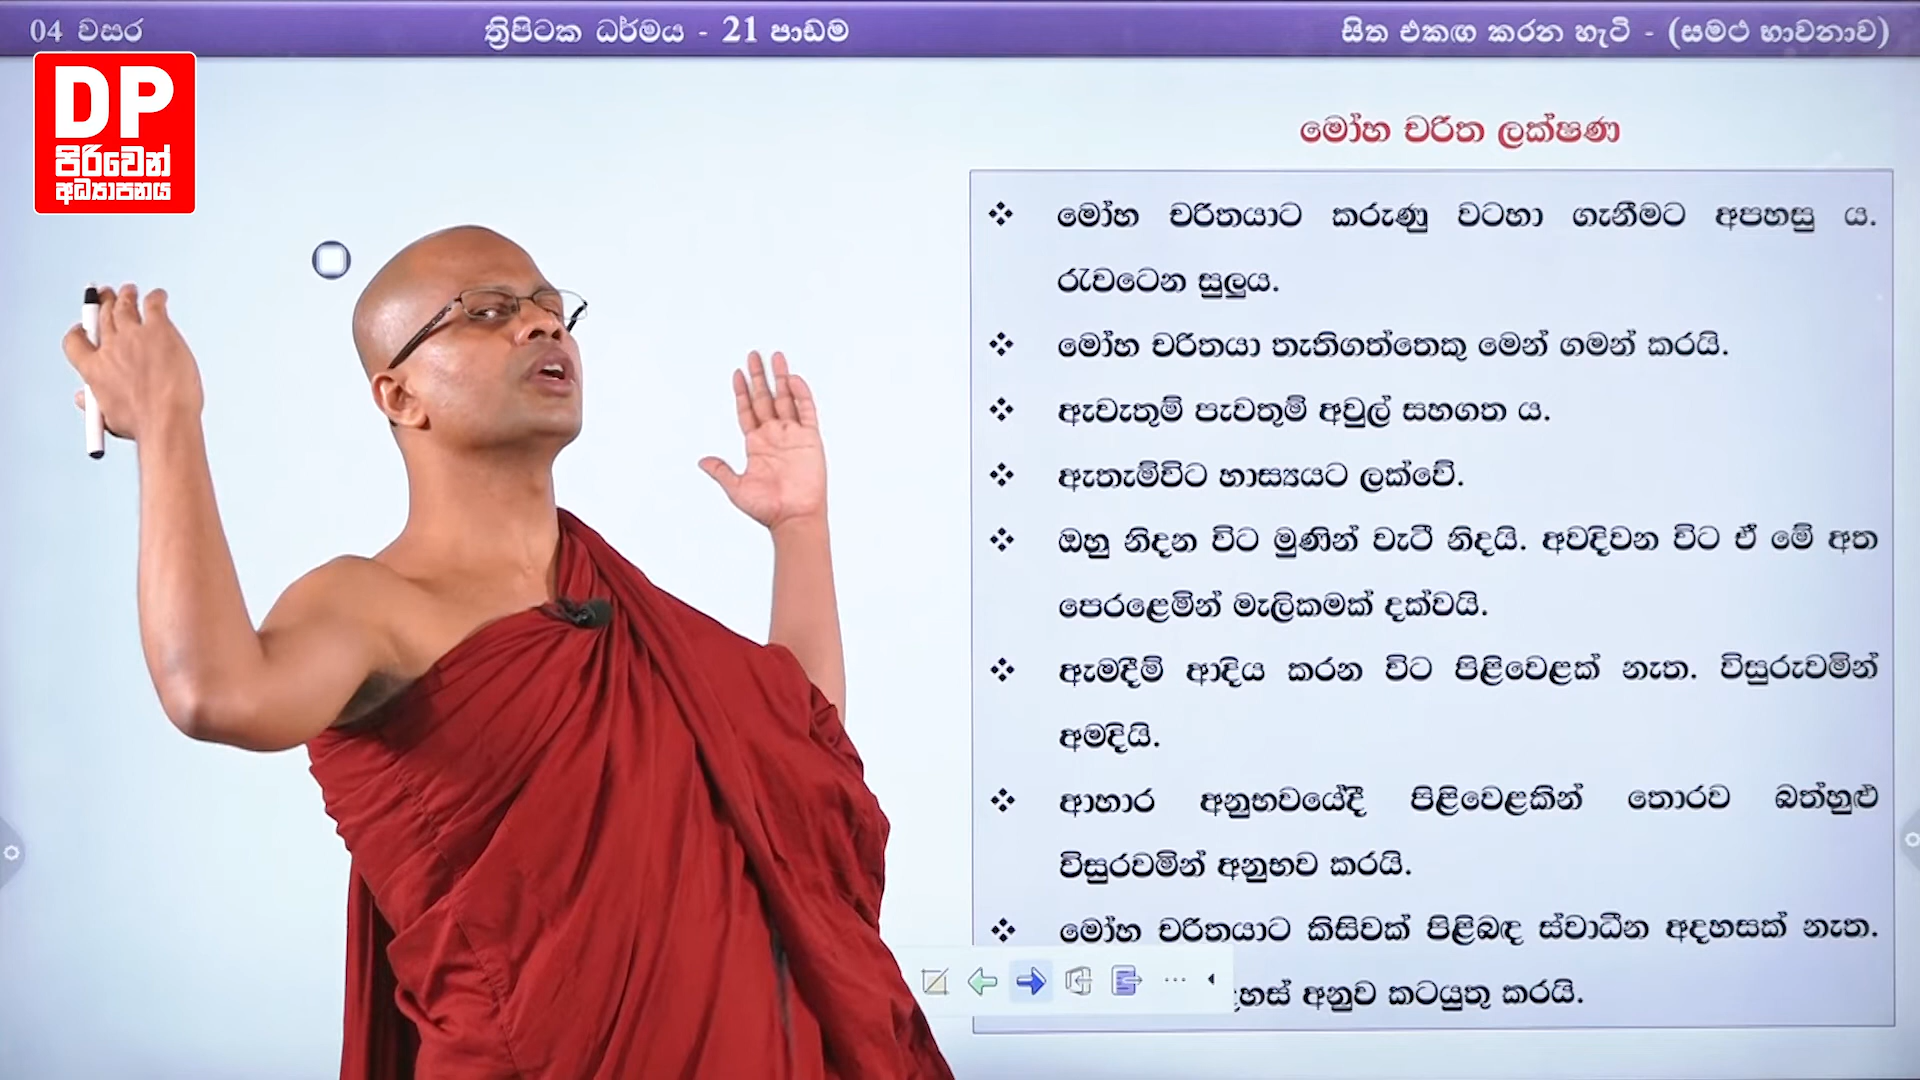 04 වසර
ත්‍රිපිටක ධර්මය - 21 පාඩම
සිත එකඟ කරන හැටි - (සමථ භාවනාව)
DP
පිරිවෙන්
අධ්‍යාපනය
මෝහ චරිත ලක්ෂණ
❖ මෝහ චරිතයාට කරුණු වටහා ගැනීමට අපහසු ය.
රැවටෙන සුලුය.
❖ මෝහ චරිතයා තැතිගත්තෙකු මෙන් ගමන් කරයි.
❖ ඇවැතුම් පැවතුම් අවුල් සහගත ය.
❖ ඇතැම්විට හාස්‍යයට ලක්වේ.
❖ ඔහු නිදන විට මුණින් වැටී නිදයි. අවදිවන විට ඒ මේ අත
පෙරළෙමින් මැලිකමක් දක්වයි.
❖ ඇමදීම් ආදිය කරන විට පිළිවෙළක් නැත. විසුරුවමින්
අමදියි.
❖ ආහාර අනුභවයේදී පිළිවෙළකින් තොරව බත්හුළු
විසුරවමින් අනුභව කරයි.
❖ මෝහ චරිතයාට කිසිවක් පිළිබඳ ස්වාධීන අදහසක් නැත.
අනුව කටයුතු කරයි.